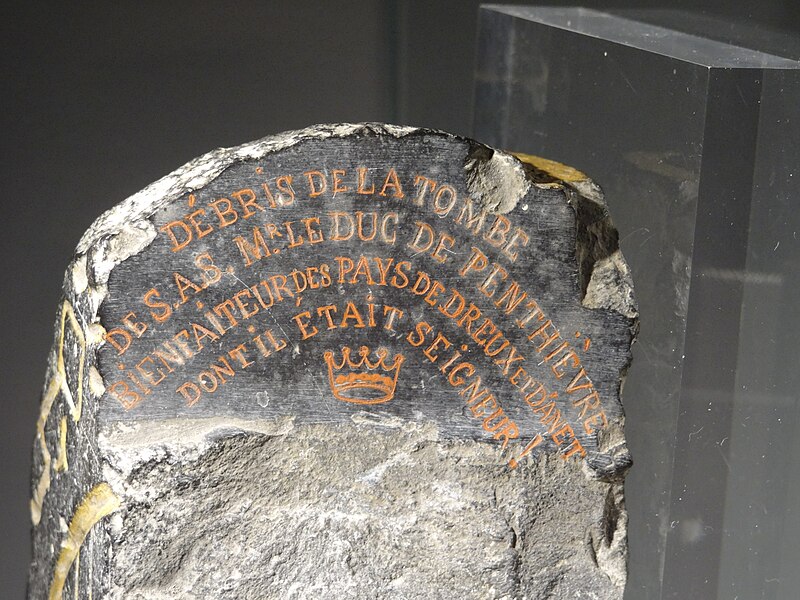 DÉBRIS DE LA TOMBE
DE S.A.S. MR. LE DUC DE PENTHIÈVRE
BIENFAITEUR DES PAYS DE DREUX ET D'ANET
DONT IL ÉTAIT SEIGNEUR!